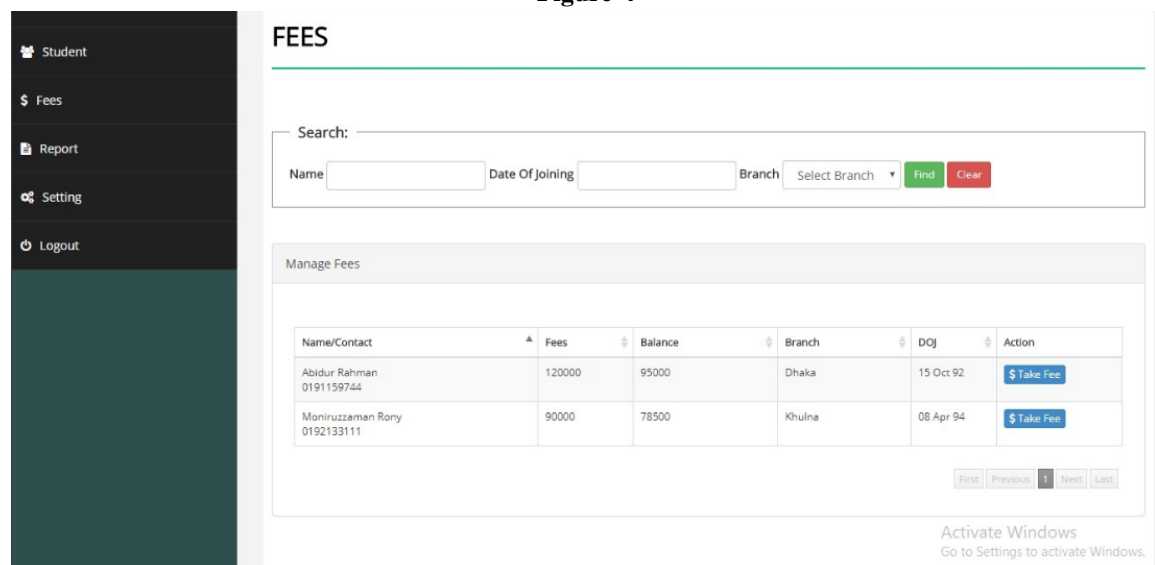 FEES
Student
$ Fees
Report
Setting
Logout
Search:
Name Date Of Joining Branch Select Branch Find Clear
Manage Fees
Name/Contact Fees Balance Branch DOJ Action
Abidur Rahman 120000 95000 Dhaka 15 Oct 92 $ Take Fee
0191159744
Moniruzzaman Rony 90000 78500 Khulna 08 Apr 94 $ Take Fee
0192133111
First Previous 1 Next Last
Activate Windows
Go to Settings to activate Windows.